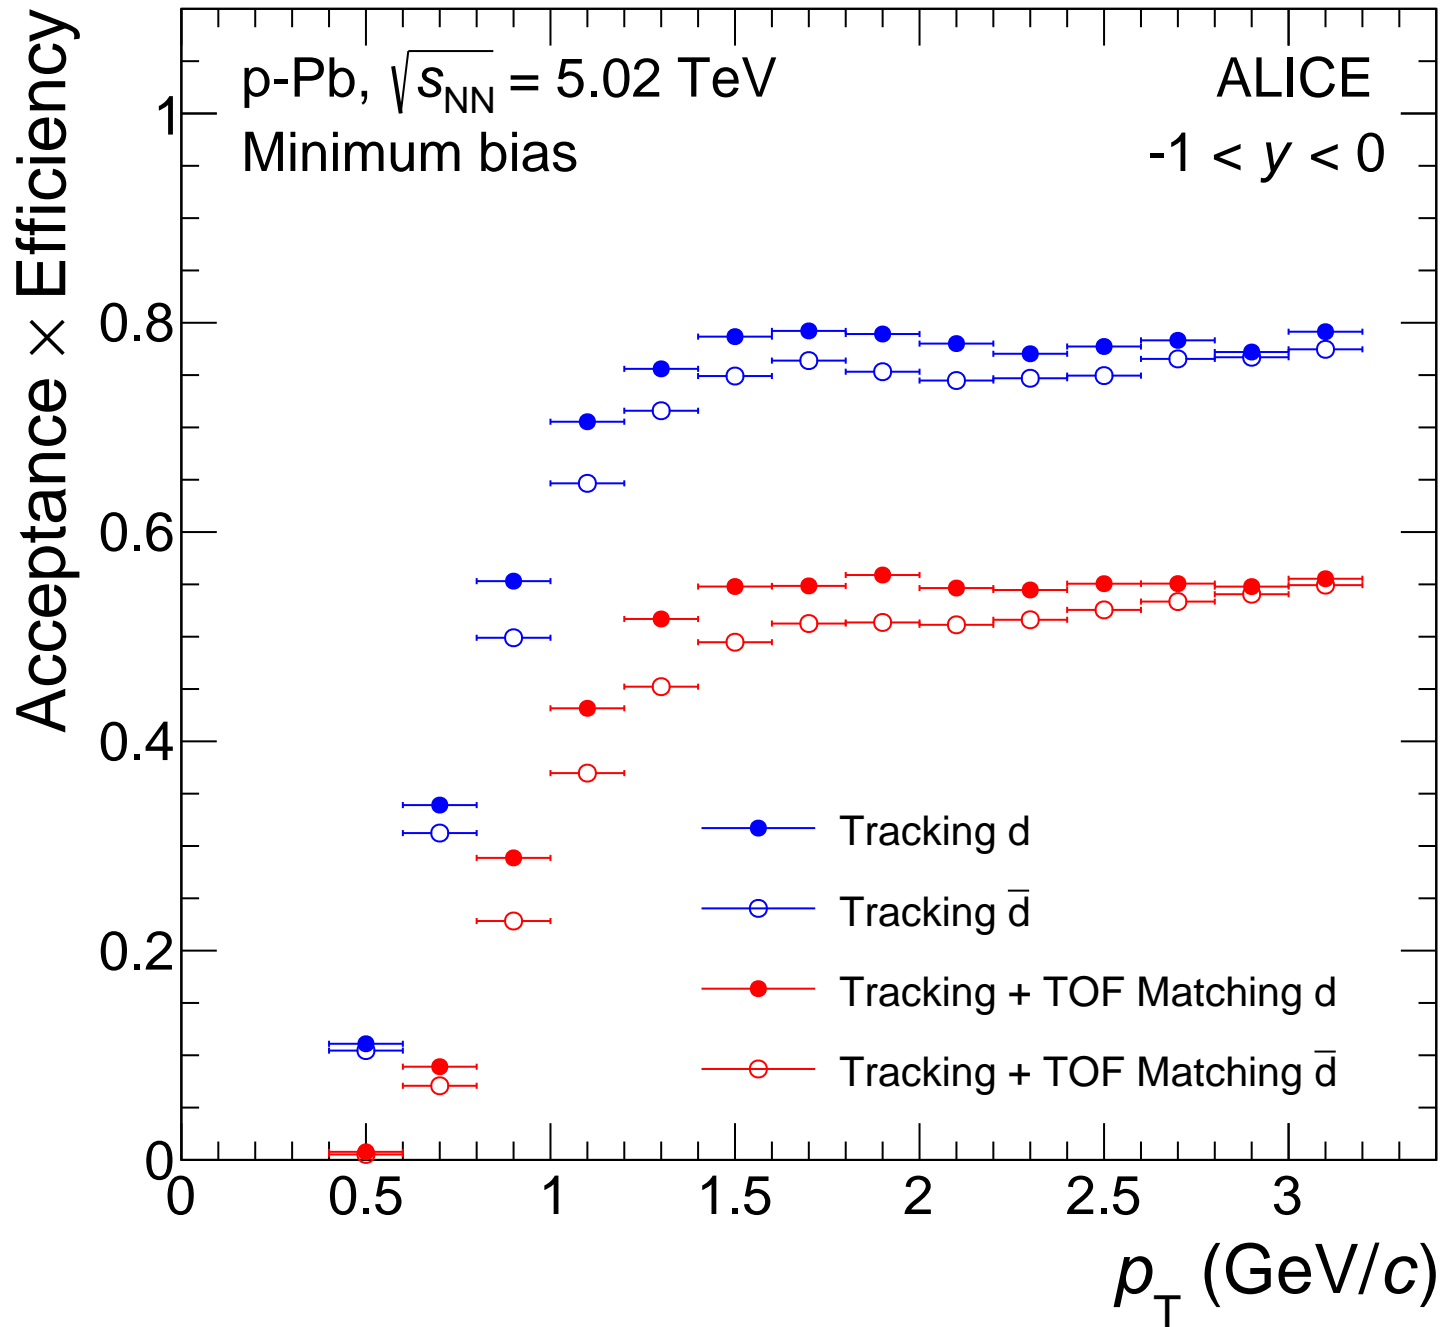 Acceptance × Efficiency
p-Pb, √s_NN = 5.02 TeV
ALICE
Minimum bias
-1 < y < 0
1
0.8
0.6
0.4
0.2
0
Tracking d
Tracking d̅
Tracking + TOF Matching d
Tracking + TOF Matching d̅
0 0.5 1 1.5 2 2.5 3
p_T (GeV/c)